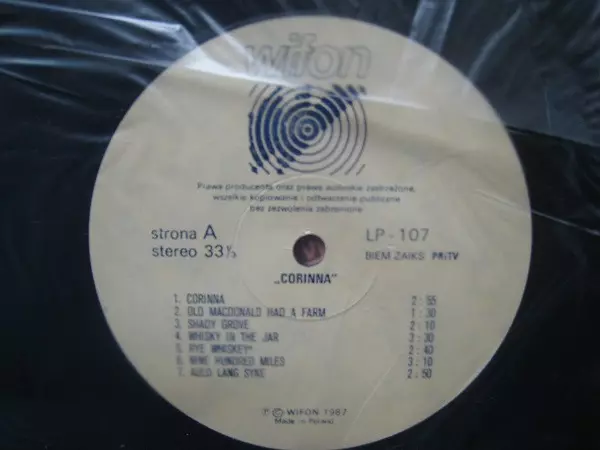 wifon
Prawa producenta oraz prawa autorskie zastrzeżone,
wszelkie kopiowanie i odtwarzanie publiczne
bez zezwolenia zabronione
strona A LP - 107
stereo 33⅓ BIEM ZAIKS PRiTV
„CORINNA”
1. CORINNA 2:55
2. OLD MACDONALD HAD A FARM 1:30
3. SHADY GROVE 2:10
4. WHISKY IN THE JAR 3:30
5. RYE WHISKEY 2:40
6. NINE HUNDRED MILES 3:10
7. AULD LANG SYNE 2:50
Ⓟ © WIFON 1987
Made in Poland